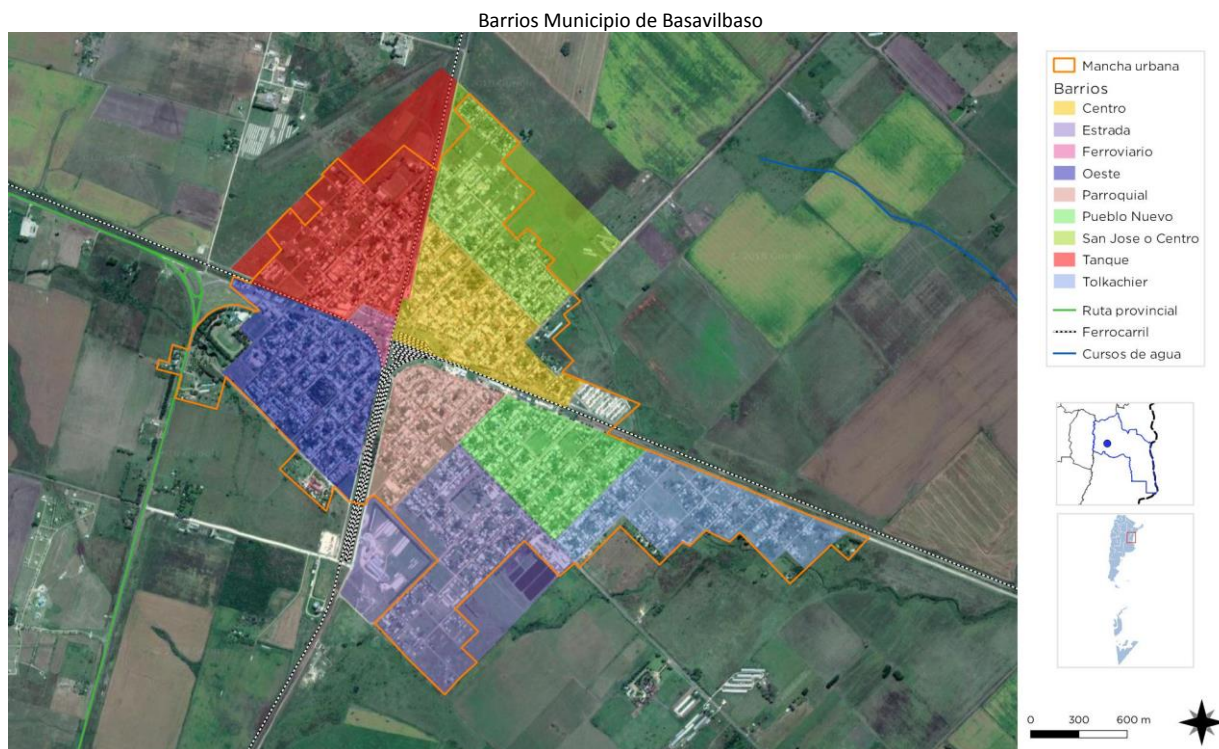 Barrios Municipio de Basavilbaso
Mancha urbana
Barrios
Centro
Estrada
Ferroviario
Oeste
Parroquial
Pueblo Nuevo
San Jose o Centro
Tanque
Tolkachier
Ruta provincial
Ferrocarril
Cursos de agua
0 300 600 m